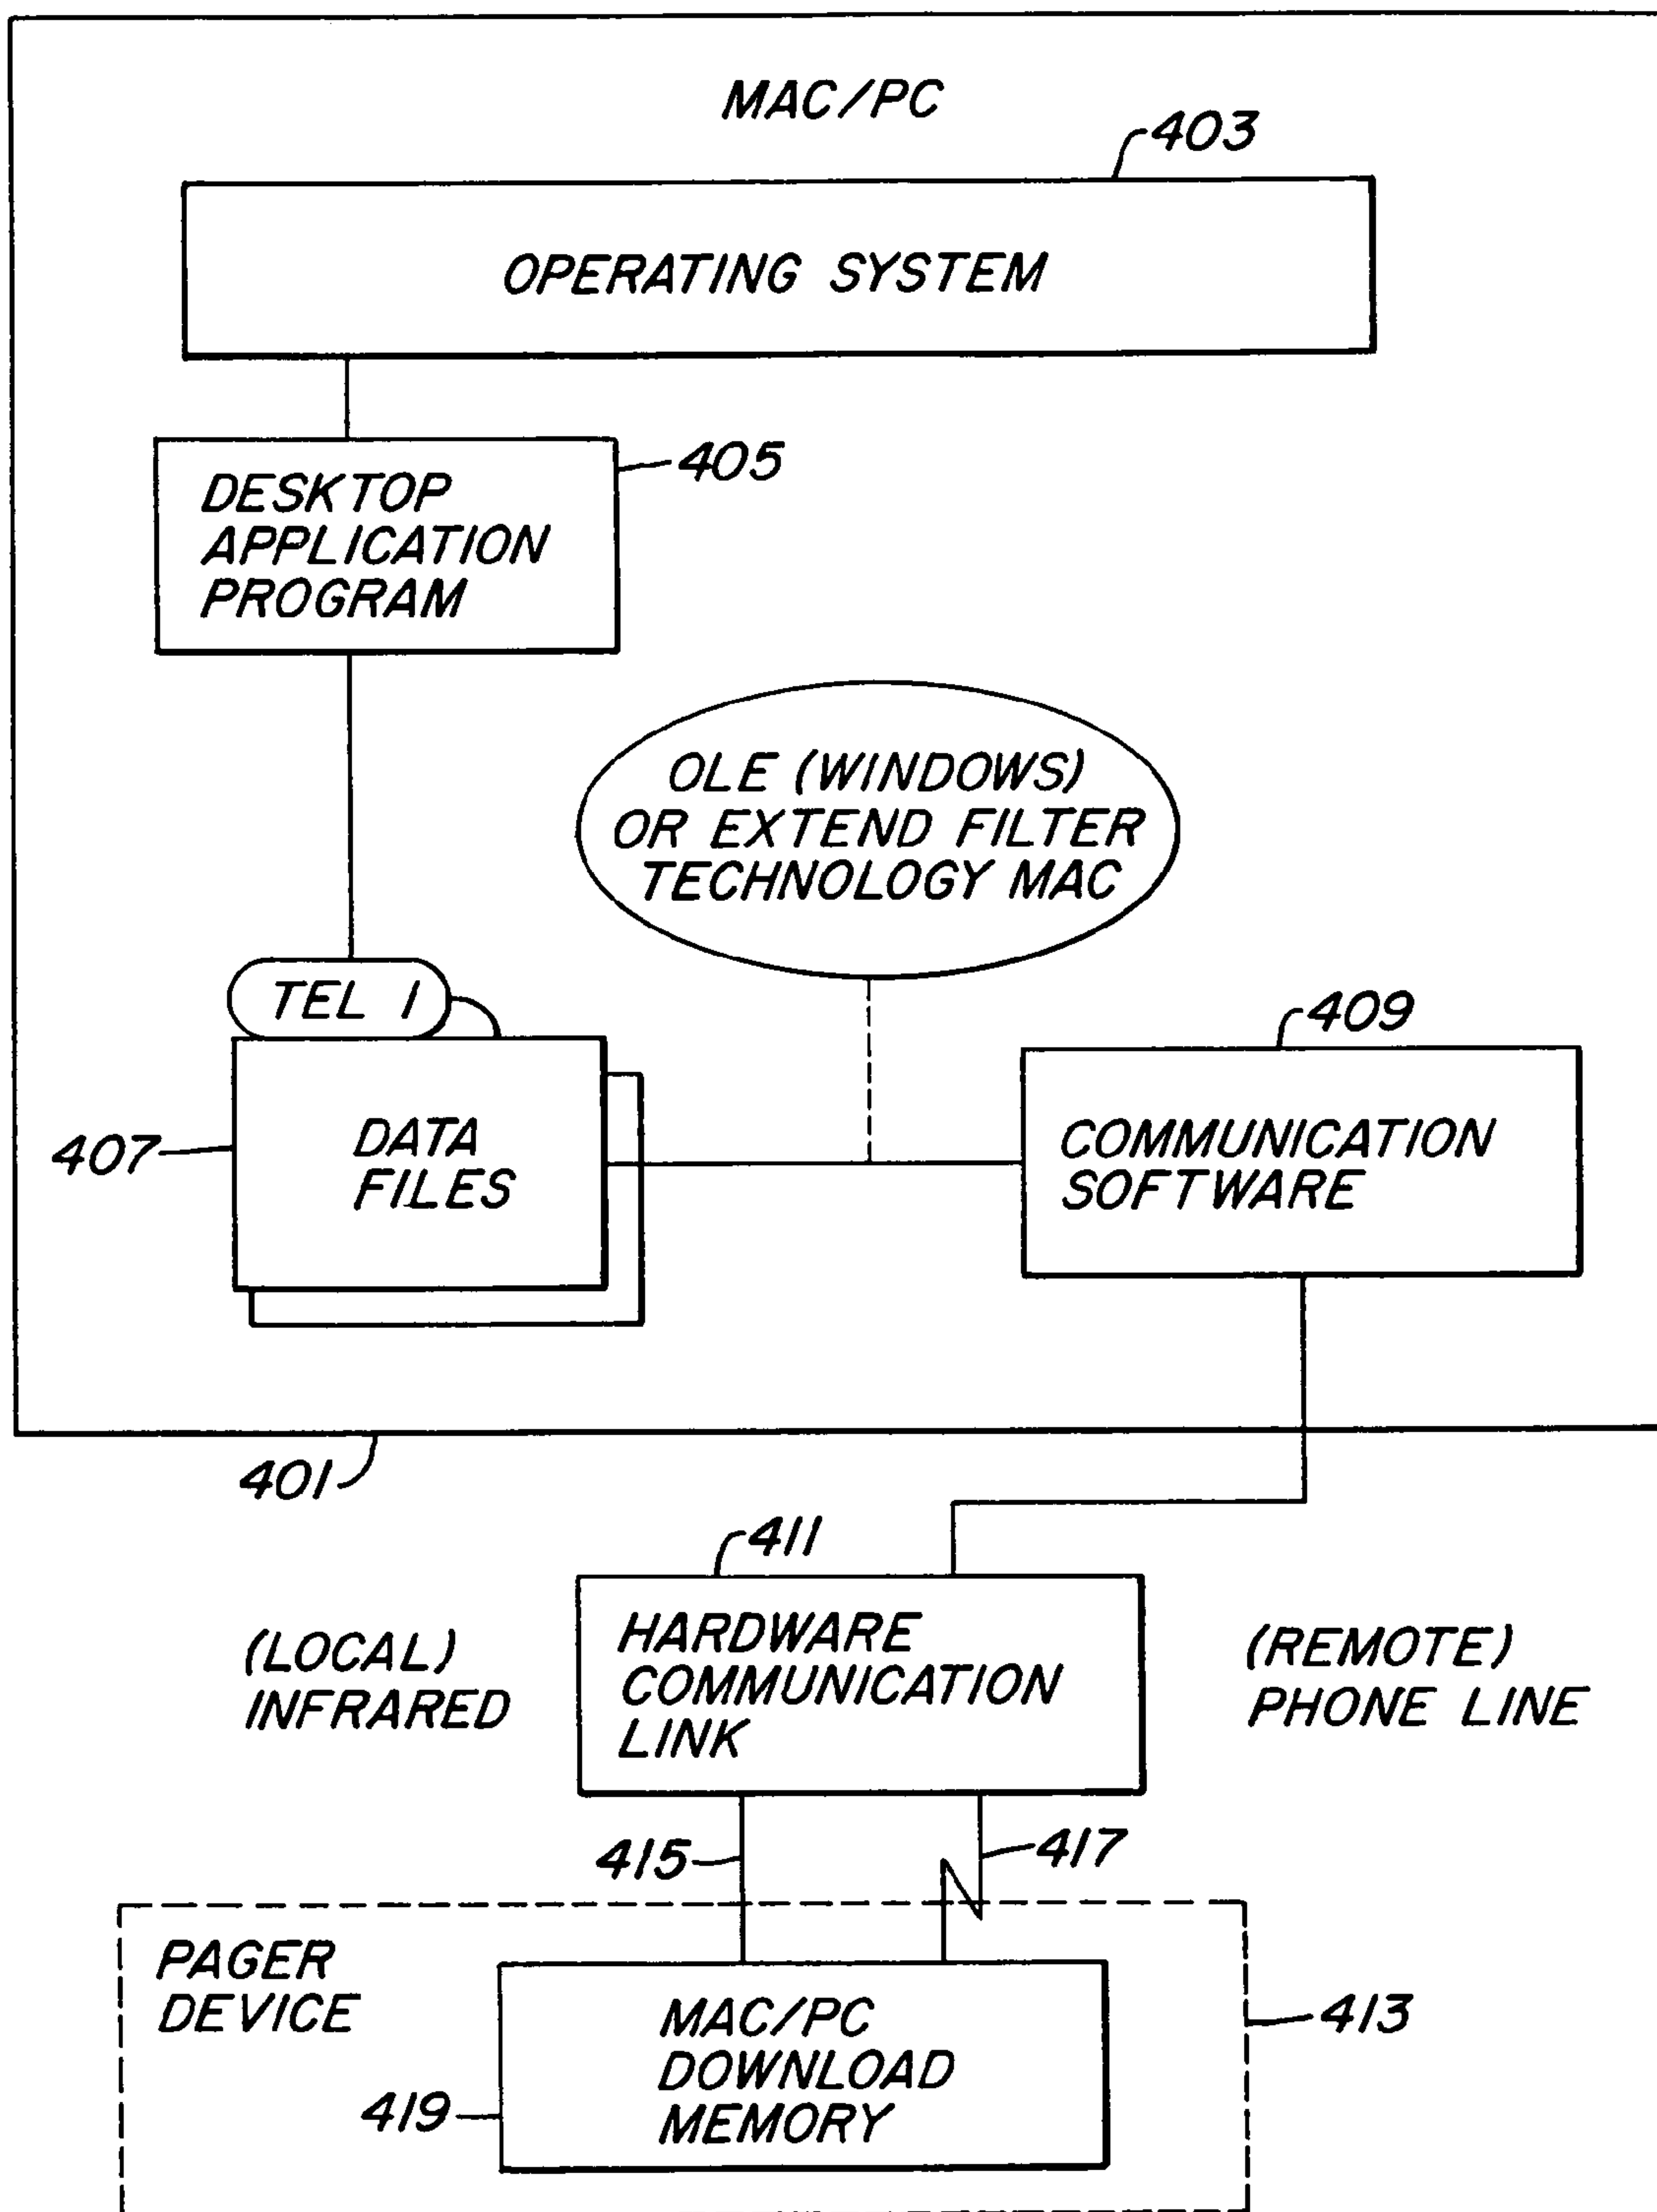 MAC/PC
403
OPERATING SYSTEM
405
DESKTOP
APPLICATION
PROGRAM
OLE (WINDOWS)
OR EXTEND FILTER
TECHNOLOGY MAC
TEL 1
409
407
DATA
FILES
COMMUNICATION
SOFTWARE
401
411
(LOCAL)
INFRARED
HARDWARE
COMMUNICATION
LINK
(REMOTE)
PHONE LINE
415
417
PAGER
DEVICE
413
MAC/PC
DOWNLOAD
MEMORY
419